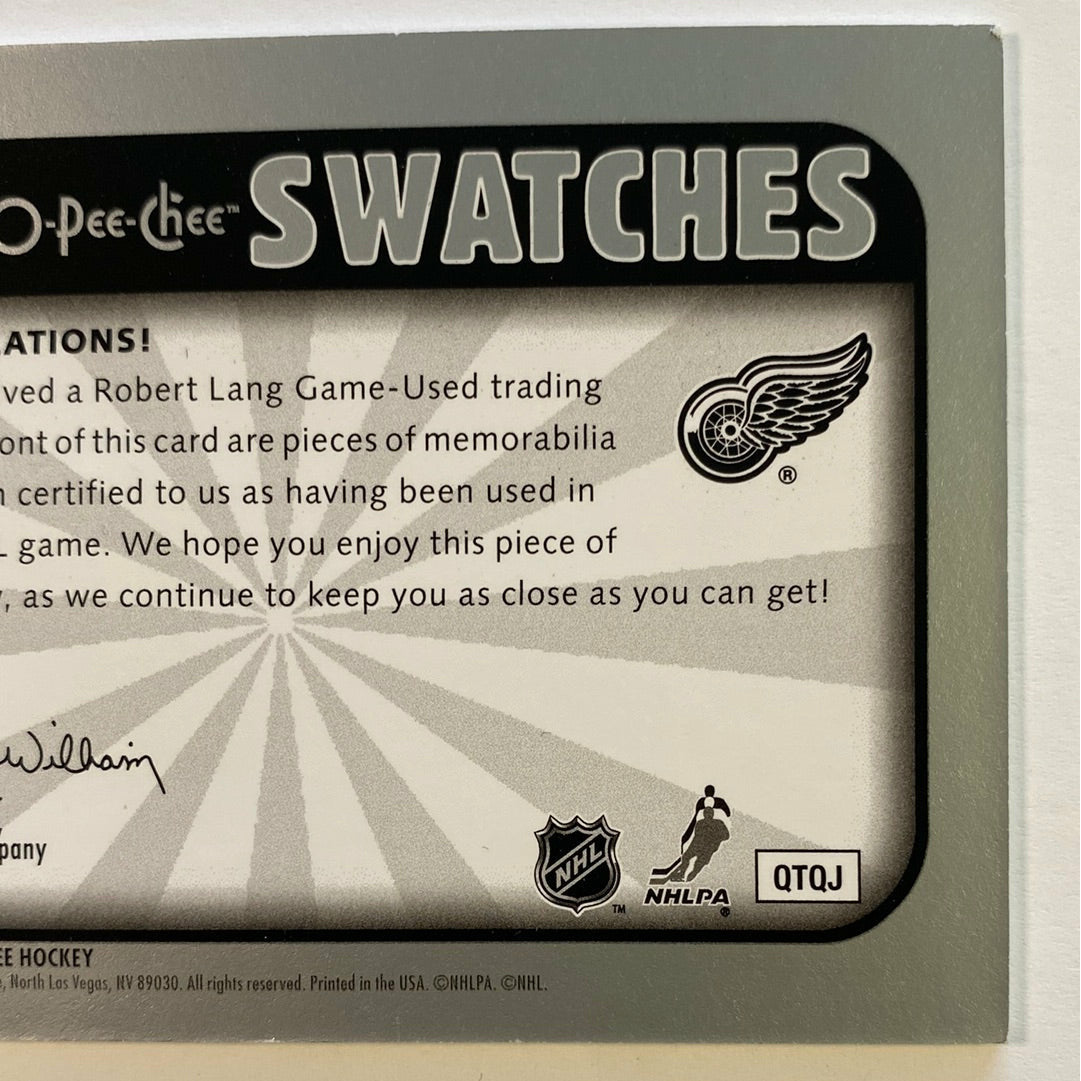 O-Pee-Chee™ SWATCHES
ATIONS!
ved a Robert Lang Game-Used trading
ont of this card are pieces of memorabilia
certified to us as having been used in
game. We hope you enjoy this piece of
, as we continue to keep you as close as you can get!
®
William
pany
NHL
TM
NHLPA
®
QTQJ
EE HOCKEY
, North Las Vegas, NV 89030. All rights reserved. Printed in the USA. ©NHLPA. ©NHL.